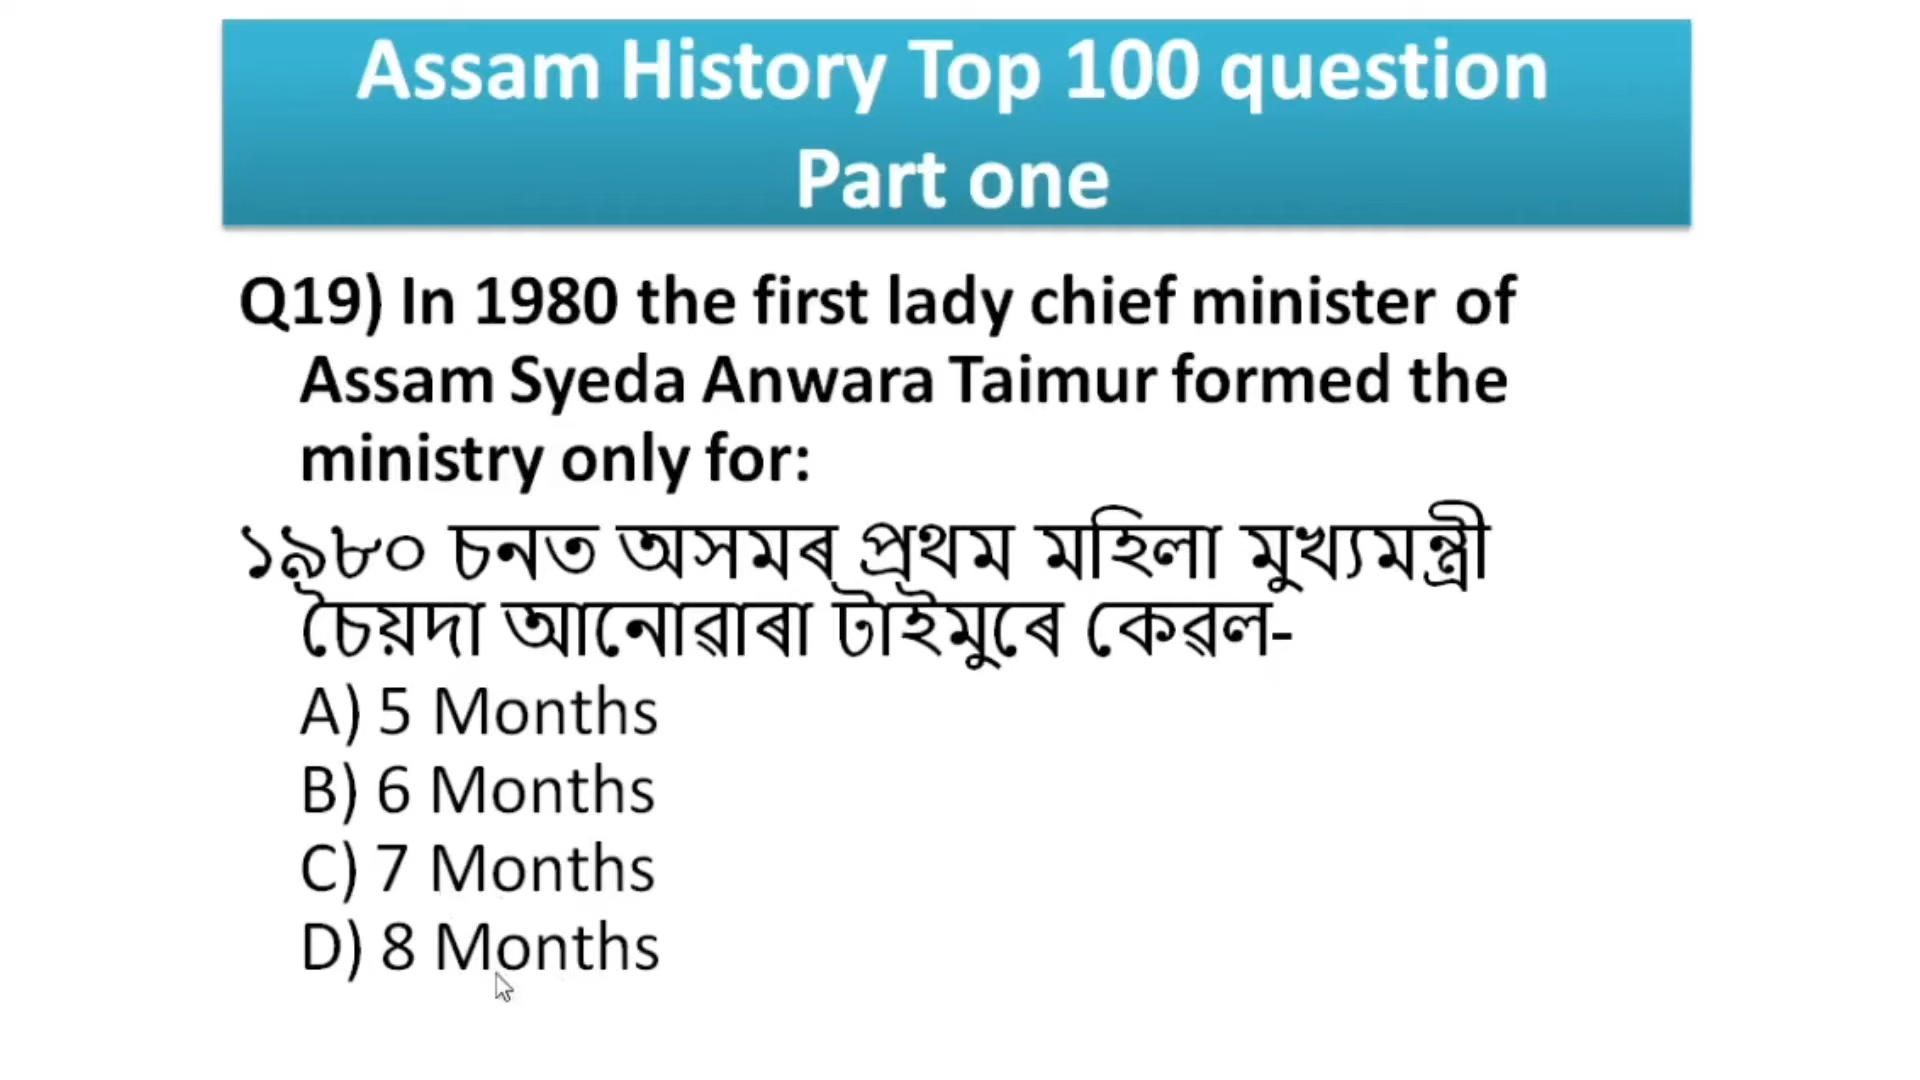 Assam History Top 100 question
Part one
Q19) In 1980 the first lady chief minister of
Assam Syeda Anwara Taimur formed the
ministry only for:
১৯৮০ চনত অসমৰ প্ৰথম মহিলা মুখ্যমন্ত্ৰী
চৈয়দা আনোৱাৰা টাইমুৰে কেৱল-
A) 5 Months
B) 6 Months
C) 7 Months
D) 8 Months